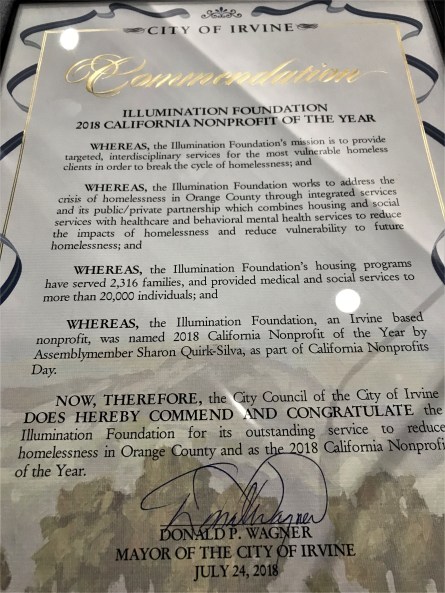 CITY OF IRVINE
Commendation
ILLUMINATION FOUNDATION
2018 CALIFORNIA NONPROFIT OF THE YEAR
WHEREAS, the Illumination Foundation's mission is to provide
targeted, interdisciplinary services for the most vulnerable homeless
clients in order to break the cycle of homelessness; and
WHEREAS, the Illumination Foundation works to address the
crisis of homelessness in Orange County through integrated services
and its public/private partnership which combines housing and social
services with healthcare and behavioral mental health services to reduce
the impacts of homelessness and reduce vulnerability to future
homelessness; and
WHEREAS, the Illumination Foundation's housing programs
have served 2,316 families, and provided medical and social services to
more than 20,000 individuals; and
WHEREAS, the Illumination Foundation, an Irvine based
nonprofit, was named 2018 California Nonprofit of the Year by
Assemblymember Sharon Quirk-Silva, as part of California Nonprofits
Day.
NOW, THEREFORE, the City Council of the City of Irvine
DOES HEREBY COMMEND AND CONGRATULATE the
Illumination Foundation for its outstanding service to reduce
homelessness in Orange County and as the 2018 California Nonprofi
of the Year.
Donald Wagner
DONALD P. WAGNER
MAYOR OF THE CITY OF IRVINE
JULY 24, 2018